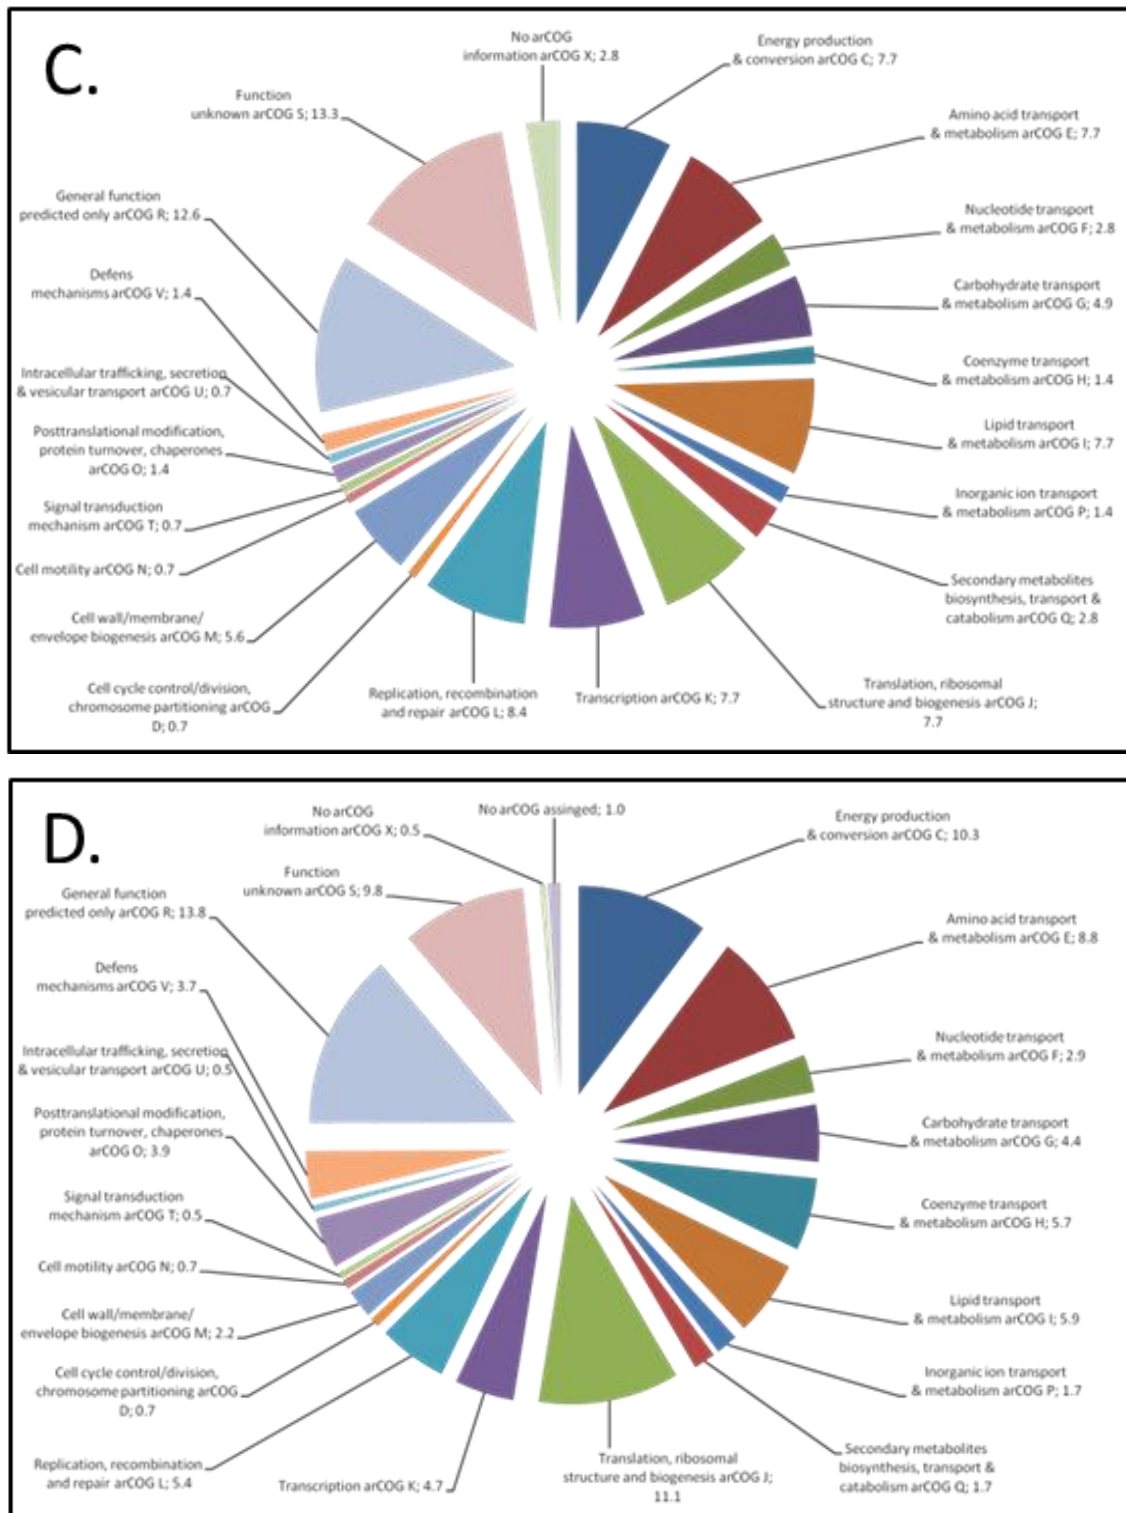 C.
No arCOG
information arCOG X; 2.8
Energy production
& conversion arCOG C; 7.7
Amino acid transport
& metabolism arCOG E; 7.7
Nucleotide transport
& metabolism arCOG F; 2.8
Carbohydrate transport
& metabolism arCOG G; 4.9
Coenzyme transport
& metabolism arCOG H; 1.4
Lipid transport
& metabolism arCOG I; 7.7
Inorganic ion transport
& metabolism arCOG P; 1.4
Secondary metabolites
biosynthesis, transport &
catabolism arCOG Q; 2.8
Translation, ribosomal
structure and biogenesis arCOG J;
7.7
Transcription arCOG K; 7.7
Replication, recombination
and repair arCOG L; 8.4
Cell cycle control/division,
chromosome partitioning arCOG
D; 0.7
Cell wall/membrane/
envelope biogenesis arCOG M; 5.6
Cell motility arCOG N; 0.7
Signal transduction
mechanism arCOG T; 0.7
Posttranslational modification,
protein turnover, chaperones
arCOG O; 1.4
Intracellular trafficking, secretion
& vesicular transport arCOG U; 0.7
Defens
mechanisms arCOG V; 1.4
General function
predicted only arCOG R; 12.6
Function
unknown arCOG S; 13.3
D.
No arCOG
information arCOG X; 0.5
No arCOG assinged; 1.0
Energy production
& conversion arCOG C; 10.3
Amino acid transport
& metabolism arCOG E; 8.8
Nucleotide transport
& metabolism arCOG F; 2.9
Carbohydrate transport
& metabolism arCOG G; 4.4
Coenzyme transport
& metabolism arCOG H; 5.7
Lipid transport
& metabolism arCOG I; 5.9
Inorganic ion transport
& metabolism arCOG P; 1.7
Secondary metabolites
biosynthesis, transport &
catabolism arCOG Q; 1.7
Translation, ribosomal
structure and biogenesis arCOG J;
11.1
Transcription arCOG K; 4.7
Replication, recombination
and repair arCOG L; 5.4
Cell cycle control/division,
chromosome partitioning arCOG
D; 0.7
Cell wall/membrane/
envelope biogenesis arCOG M; 2.2
Cell motility arCOG N; 0.7
Signal transduction
mechanism arCOG T; 0.5
Posttranslational modification,
protein turnover, chaperones
arCOG O; 3.9
Intracellular trafficking, secretion
& vesicular transport arCOG U; 0.5
Defens
mechanisms arCOG V; 3.7
General function
predicted only arCOG R; 13.8
Function
unknown arCOG S; 9.8